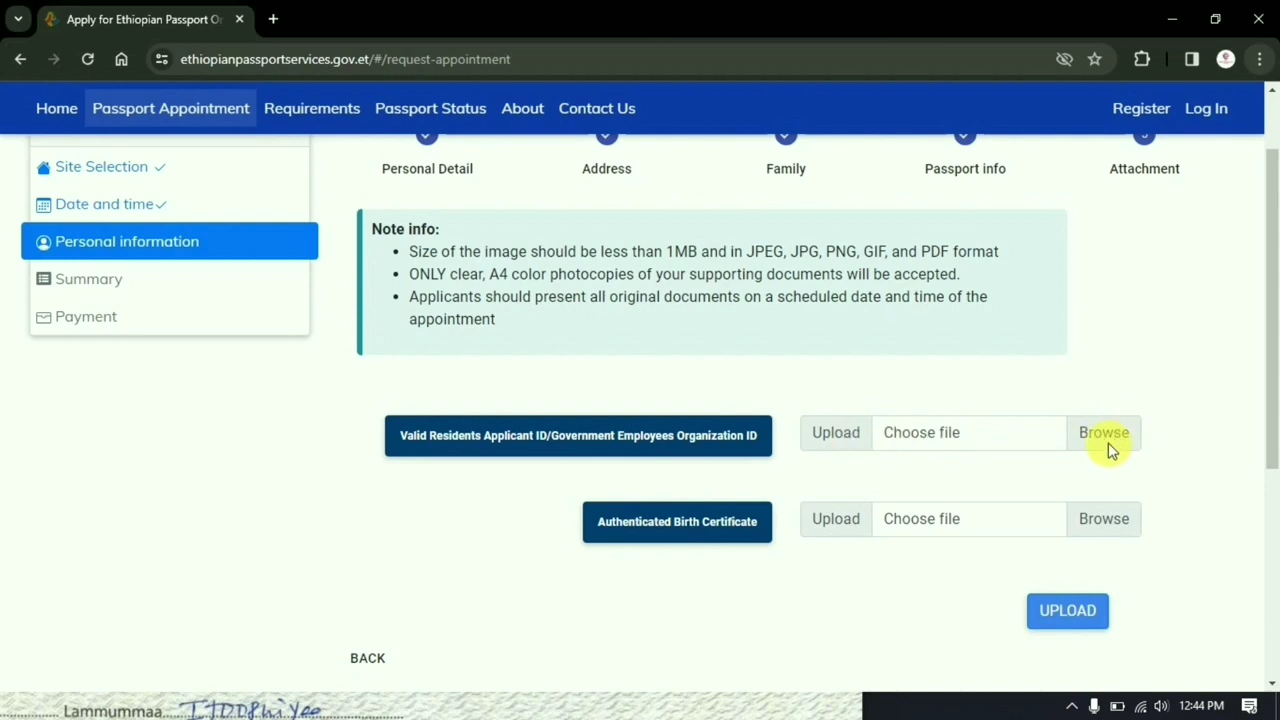 Apply for Ethiopian Passport Or
ethiopianpassportservices.gov.et/#/request-appointment
Home Passport Appointment Requirements Passport Status About Contact Us Register Log In
Site Selection
Date and time
Personal information
Summary
Payment
Personal Detail Address Family Passport info Attachment
5
Note info:
• Size of the image should be less than 1MB and in JPEG, JPG, PNG, GIF, and PDF format
• ONLY clear, A4 color photocopies of your supporting documents will be accepted.
• Applicants should present all original documents on a scheduled date and time of the
appointment
Valid Residents Applicant ID/Government Employees Organization ID Upload Choose file Browse
Authenticated Birth Certificate Upload Choose file Browse
UPLOAD
BACK
Lammummaa
12:44 PM